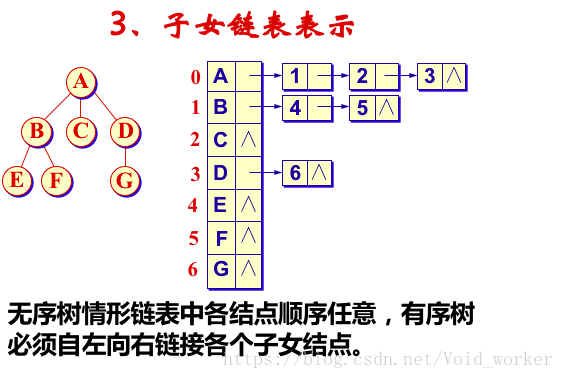 3、子女链表表示
A
B C D
E F G
0 A 1 2 3 ∧
1 B 4 5 ∧
2 C ∧
3 D 6 ∧
4 E ∧
5 F ∧
6 G ∧
无序树情形链表中各结点顺序任意，有序树
必须自左向右链接各个子女结点。
https://blog.csdn.net/Void_worker